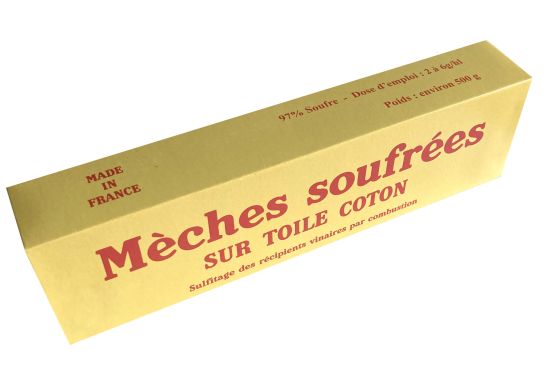 97% Soufre - Dose d'emploi : 2 à 6g/hl
Poids : environ 500 g
MADE
IN
FRANCE
Mèches soufrées
SUR TOILE COTON
Sulfitage des récipients vinaires par combustion